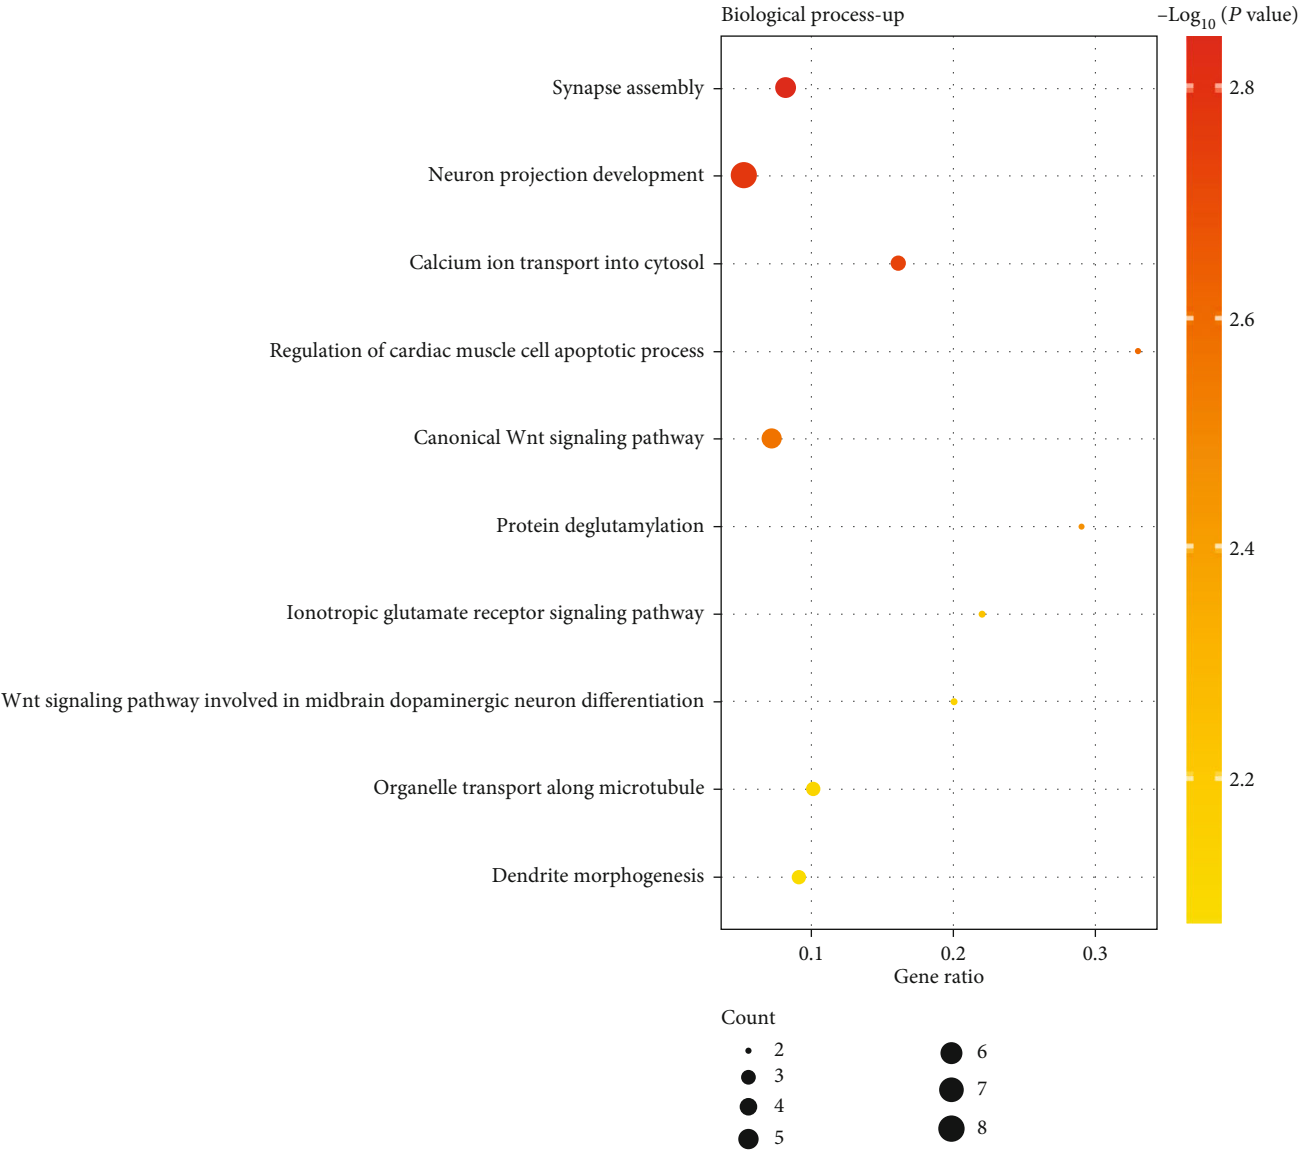 Biological process-up
–Log10 (P value)
Synapse assembly
Neuron projection development
Calcium ion transport into cytosol
Regulation of cardiac muscle cell apoptotic process
Canonical Wnt signaling pathway
Protein deglutamylation
Ionotropic glutamate receptor signaling pathway
Wnt signaling pathway involved in midbrain dopaminergic neuron differentiation
Organelle transport along microtubule
Dendrite morphogenesis
2.8
2.6
2.4
2.2
0.1 0.2 0.3
Gene ratio
Count
2
3
4
5
6
7
8